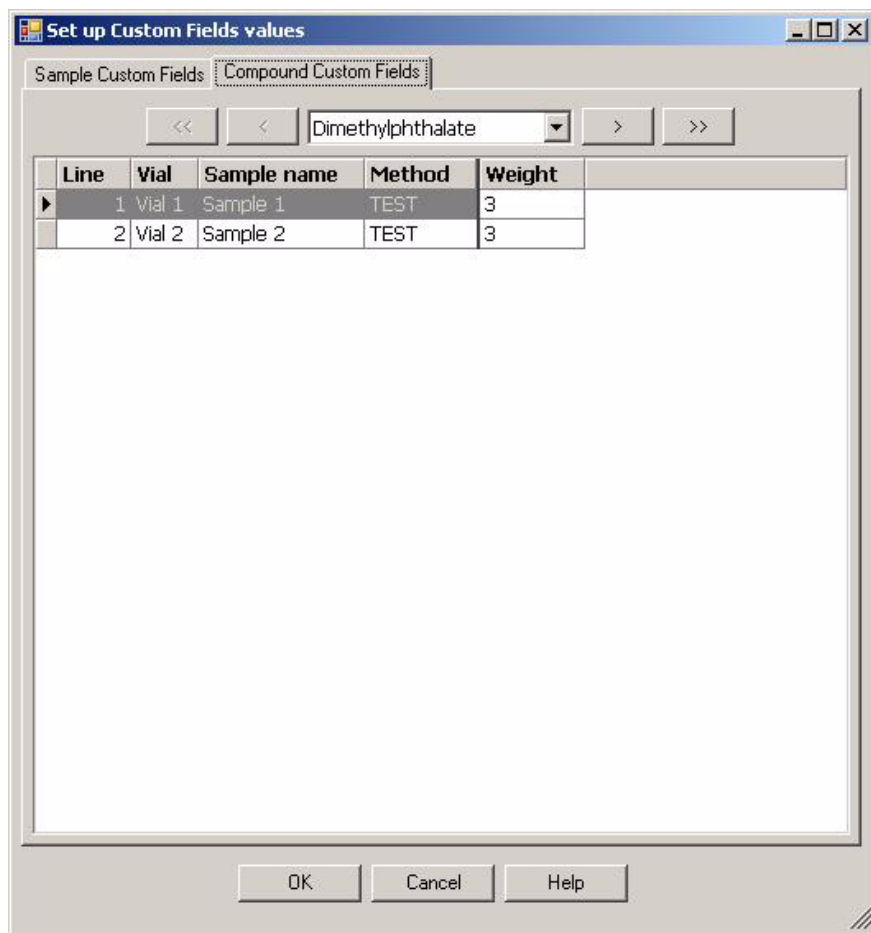 Set up Custom Fields values
Sample Custom Fields Compound Custom Fields
<< < Dimethylphthalate > >>
Line Vial Sample name Method Weight
1 Vial 1 Sample 1 TEST 3
2 Vial 2 Sample 2 TEST 3
OK Cancel Help